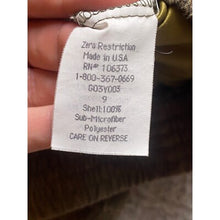 Zero Restriction
Made in U.S.A
RN# 106373
1-800-367-0669
G03Y003
9
Shell:100%
Sub-Microfiber
Polyester
CARE ON REVERSE